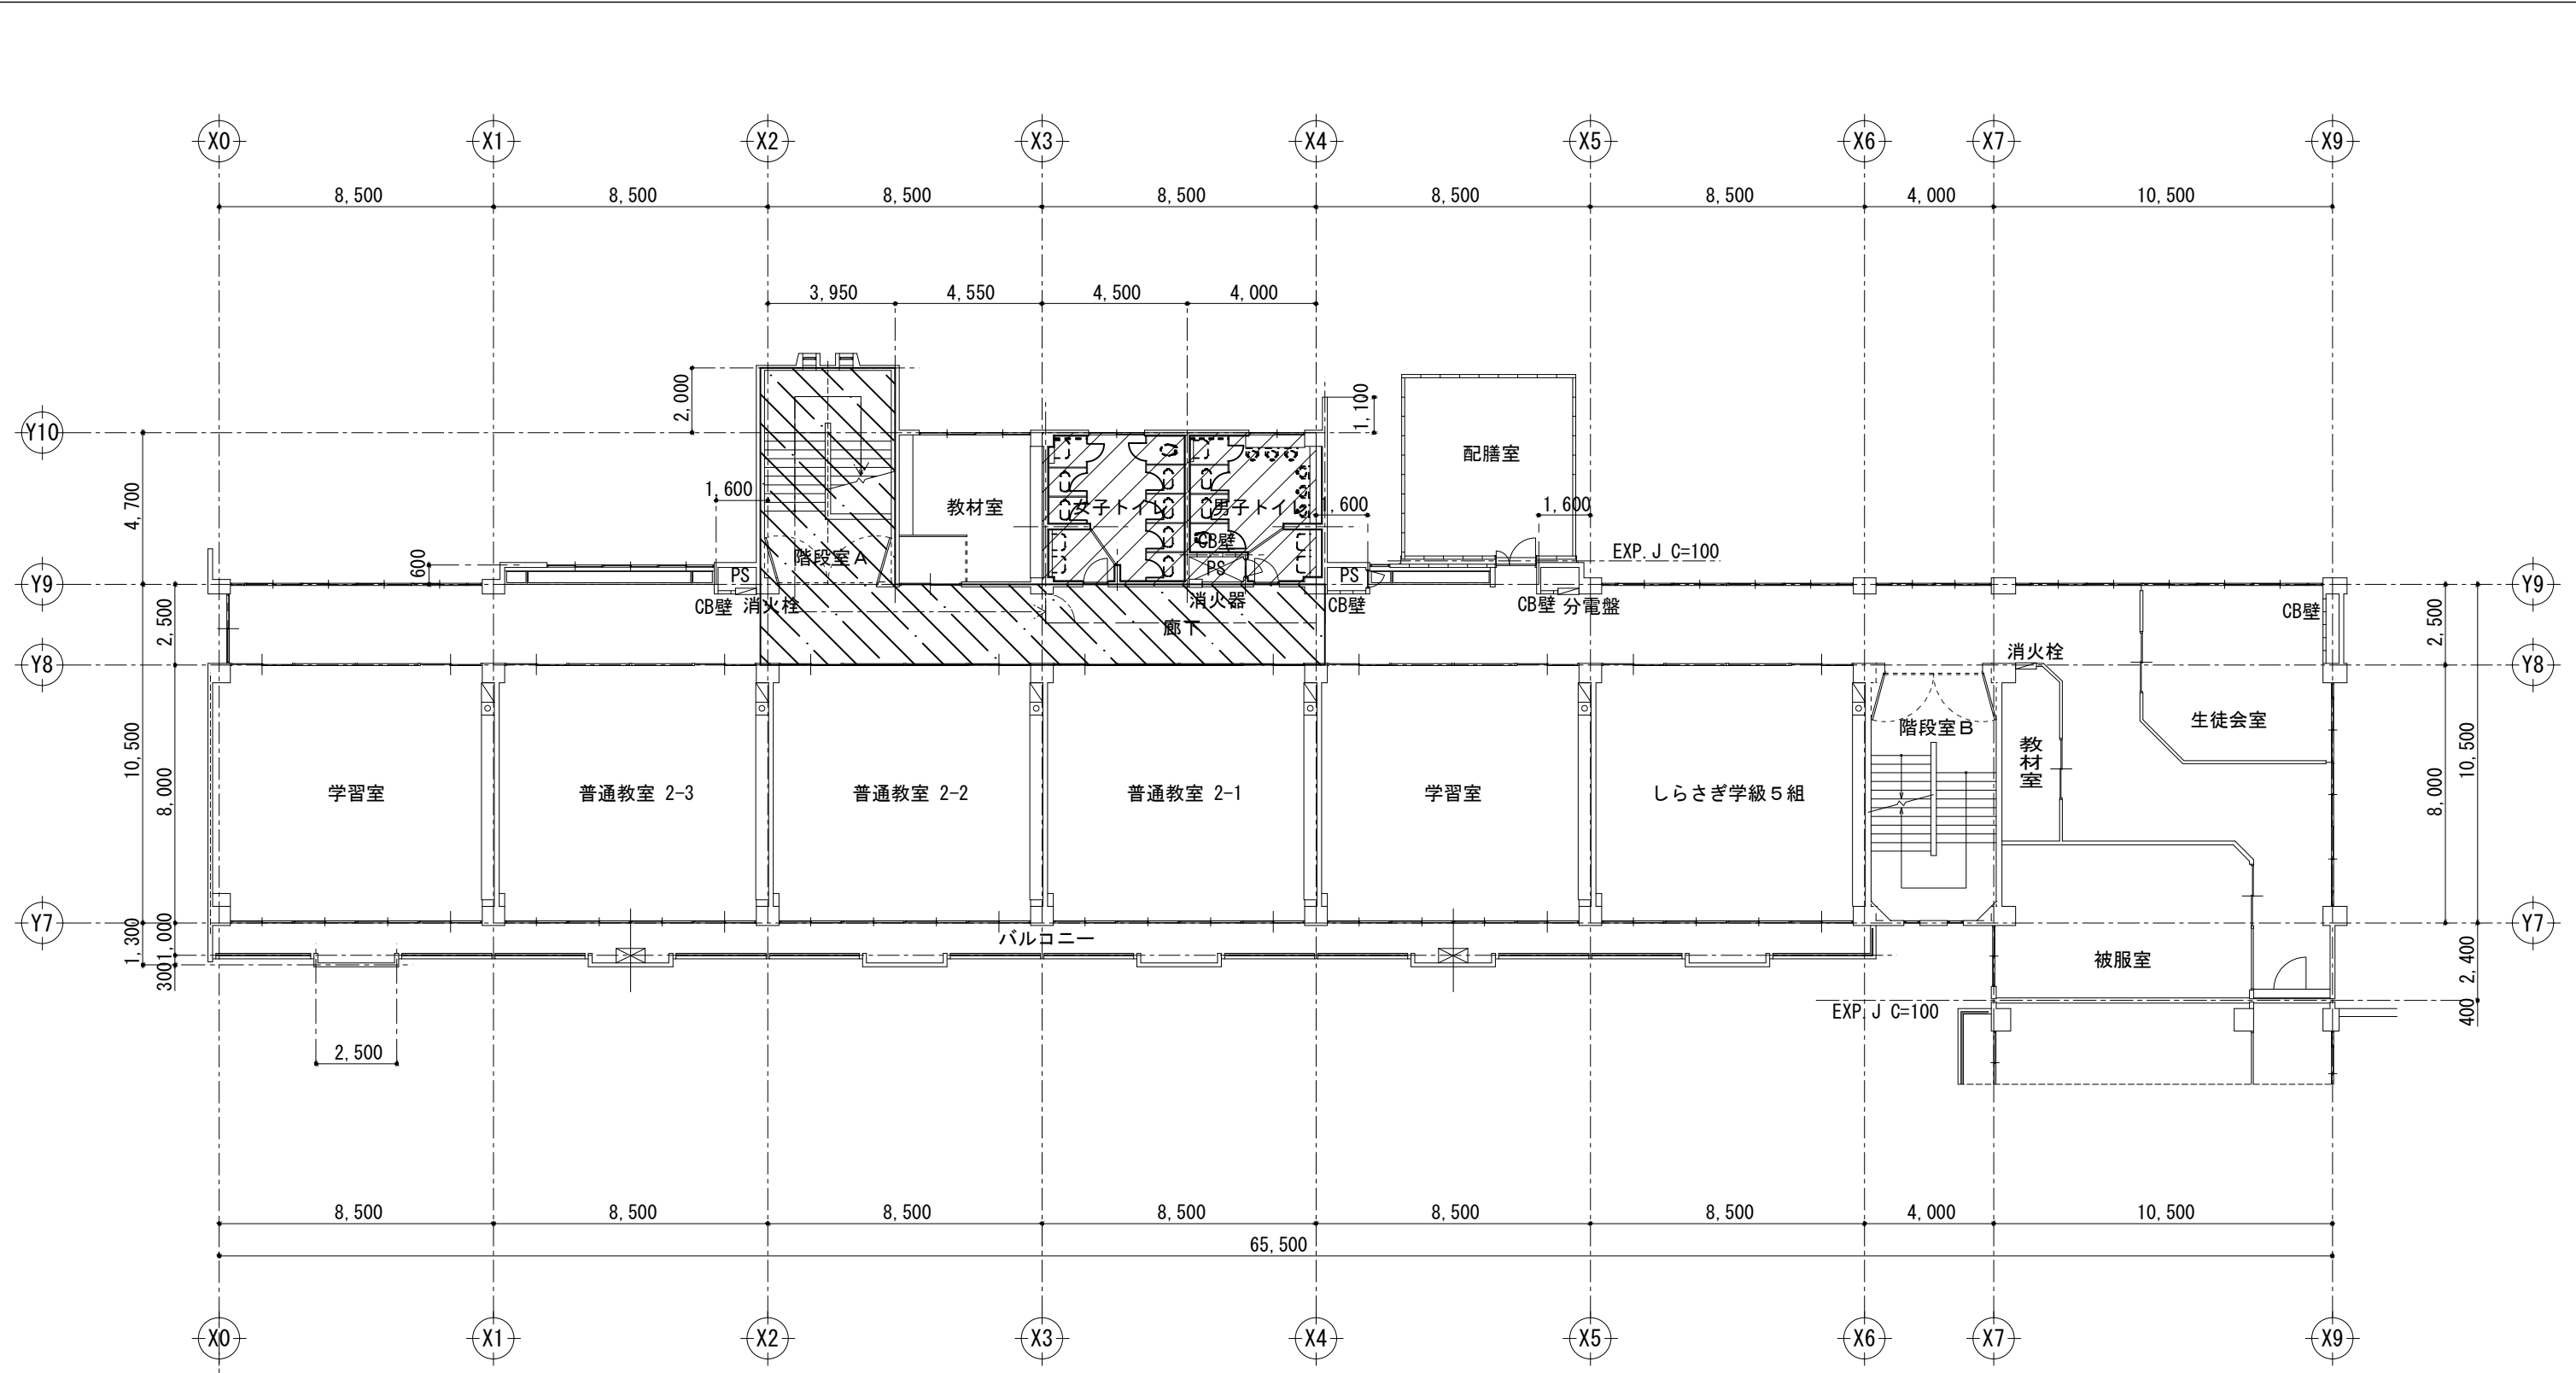 X0 X1 X2 X3 X4 X5 X6 X7 X9
8,500 8,500 8,500 8,500 8,500 8,500 4,000 10,500
3,950 4,550 4,500 4,000
2,000
1,100
Y10
配膳室
4,700
1,600
教材室
女子トイレ
男子トイレ
1,600
1,600
CB壁
EXP.J C=100
階段室A
600
PS
PS
PS
Y9
Y9
CB壁 消火栓
消火器
CB壁
CB壁 分電盤
CB壁
2,500
廊下
2,500
消火栓
Y8
Y8
生徒会室
階段室B
教材室
10,500
8,000
10,500
8,000
学習室
普通教室 2-3
普通教室 2-2
普通教室 2-1
学習室
しらさぎ学級5組
Y7
Y7
1,300
1,000
300
バルコニー
被服室
2,400
400
EXP.J C=100
2,500
8,500 8,500 8,500 8,500 8,500 8,500 4,000 10,500
65,500
X0 X1 X2 X3 X4 X5 X6 X7 X9